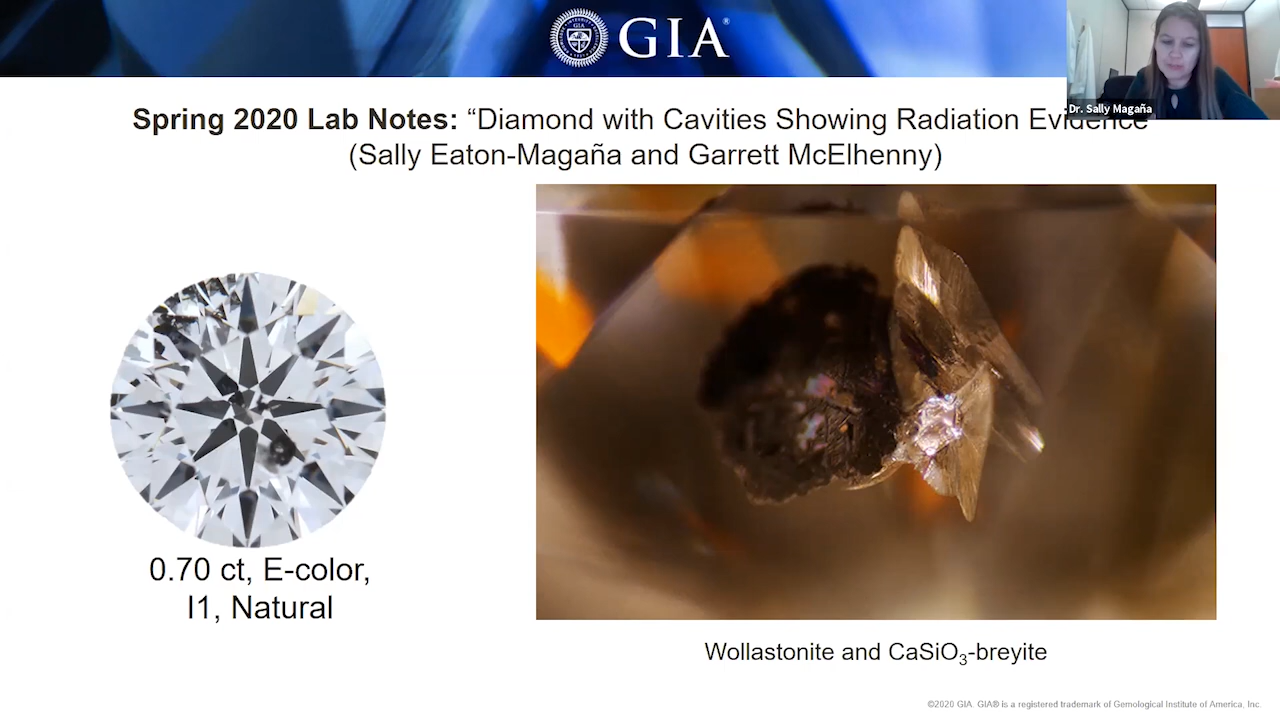 GIA
GIA®
Dr. Sally Magaña
Spring 2020 Lab Notes: “Diamond with Cavities Showing Radiation Evidence
(Sally Eaton-Magaña and Garrett McElhenny)
0.70 ct, E-color,
I1, Natural
Wollastonite and CaSiO₃-breyite
©2020 GIA. GIA® is a registered trademark of Gemological Institute of America, Inc.